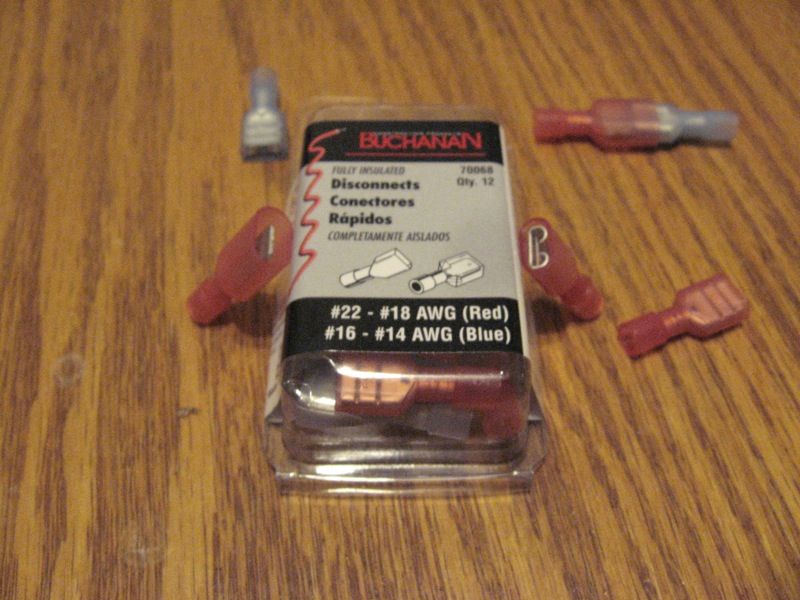 BUCHANAN
FULLY INSULATED 70068
Disconnects Qty. 12
Conectores
Rápidos
COMPLETAMENTE AISLADOS
#22 - #18 AWG (Red)
#16 - #14 AWG (Blue)